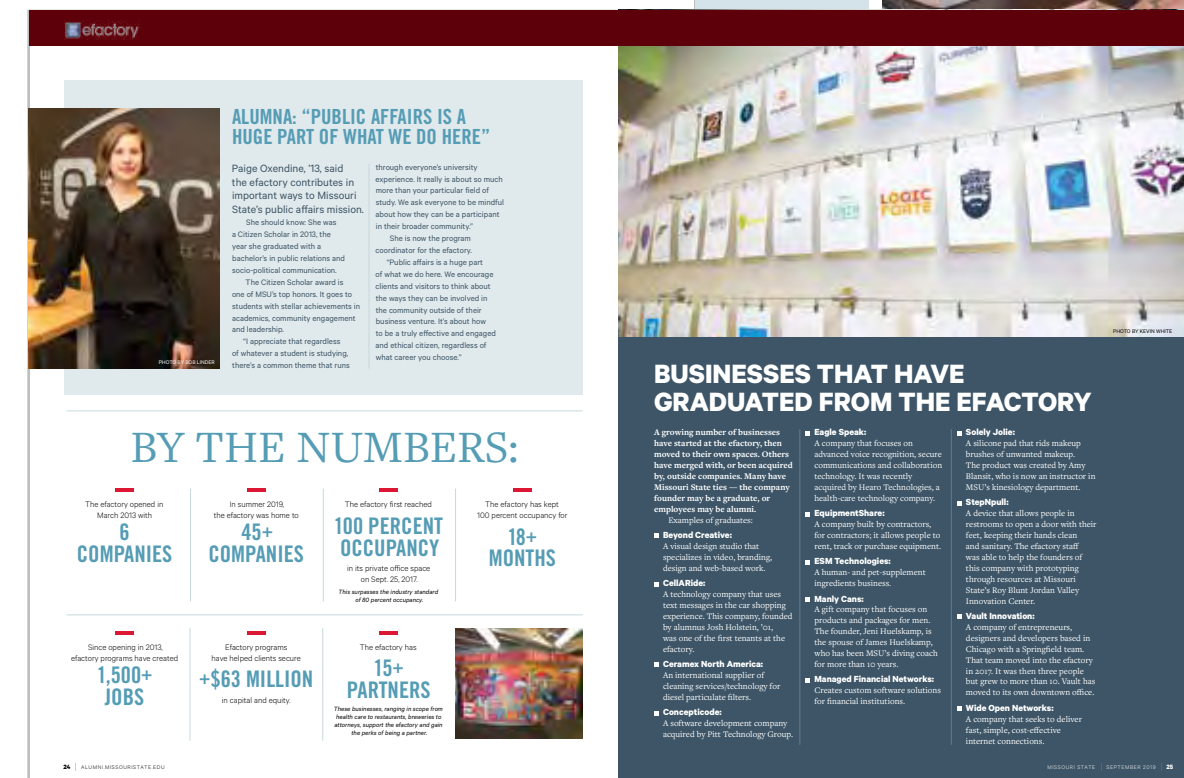 efactory
ALUMNA: “PUBLIC AFFAIRS IS A
HUGE PART OF WHAT WE DO HERE”
Paige Oxendine, ’13, said
the efactory contributes in
important ways to Missouri
State’s public affairs mission.
She should know: She was
a Citizen Scholar in 2013, the
year she graduated with a
bachelor’s in public relations and
socio-political communication.
The Citizen Scholar award is
one of MSU’s top honors. It goes to
students with stellar achievements in
academics, community engagement
and leadership.
“I appreciate that regardless
of whatever a student is studying,
there’s a common theme that runs
through everyone’s university
experience. It really is about so much
more than your particular field of
study. We ask everyone to be mindful
about how they can be a participant
in their broader community.”
She is now the program
coordinator for the efactory.
“Public affairs is a huge part
of what we do here. We encourage
clients and visitors to think about
the ways they can be involved in
the community outside of their
business venture. It’s about how
to be a truly effective and engaged
and ethical citizen, regardless of
what career you choose.”
THE
PHOTO BY BOB LINDER
BY THE NUMBERS:
The efactory opened in
March 2013 with
6
COMPANIES
In summer 2019,
the efactory was home to
45+
COMPANIES
The efactory first reached
100 PERCENT
OCCUPANCY
in its private office space
on Sept. 25, 2017.
This surpasses the industry standard
of 80 percent occupancy.
The efactory has kept
100 percent occupancy for
18+
MONTHS
Since opening in 2013,
efactory programs have created
1,500+
JOBS
Efactory programs
have helped clients secure
+$63 MILLION
in capital and equity.
The efactory has
15+
PARTNERS
These businesses, ranging in scope from
health care to restaurants, breweries to
attorneys, support the efactory and gain
the perks of being a partner.
24 | ALUMNI.MISSOURISTATE.EDU
CURRENT
LOGIC
FORTE
PHOTO BY KEVIN WHITE
BUSINESSES THAT HAVE
GRADUATED FROM THE EFACTORY
A growing number of businesses
have started at the efactory, then
moved to their own spaces. Others
have merged with, or been acquired
by, outside companies. Many have
Missouri State ties — the company
founder may be a graduate, or
employees may be alumni.
Examples of graduates:
Beyond Creative:
A visual design studio that
specializes in video, branding,
design and web-based work.
CellARide:
A technology company that uses
text messages in the car shopping
experience. This company, founded
by alumnus Josh Holstein, ’01,
was one of the first tenants at the
efactory.
Ceramex North America:
An international supplier of
cleaning services/technology for
diesel particulate filters.
Concepticode:
A software development company
acquired by Pitt Technology Group.
Eagle Speak:
A company that focuses on
advanced voice recognition, secure
communications and collaboration
technology. It was recently
acquired by Hearo Technologies, a
health-care technology company.
EquipmentShare:
A company built by contractors,
for contractors; it allows people to
rent, track or purchase equipment.
ESM Technologies:
A human- and pet-supplement
ingredients business.
Manly Cans:
A gift company that focuses on
products and packages for men.
The founder, Jeni Huelskamp, is
the spouse of James Huelskamp,
who has been MSU’s diving coach
for more than 10 years.
Managed Financial Networks:
Creates custom software solutions
for financial institutions.
Solely Jolie:
A silicone pad that rids makeup
brushes of unwanted makeup.
The product was created by Amy
Blansit, who is now an instructor in
MSU’s kinesiology department.
StepNpull:
A device that allows people in
restrooms to open a door with their
feet, keeping their hands clean
and sanitary. The efactory staff
was able to help the founders of
this company with prototyping
through resources at Missouri
State’s Roy Blunt Jordan Valley
Innovation Center.
Vault Innovation:
A company of entrepreneurs,
designers and developers based in
Chicago with a Springfield team.
That team moved into the efactory
in 2017. It was then three people
but grew to more than 10. Vault has
moved to its own downtown office.
Wide Open Networks:
A company that seeks to deliver
fast, simple, cost-effective
internet connections.
MISSOURI STATE | SEPTEMBER 2019 | 25